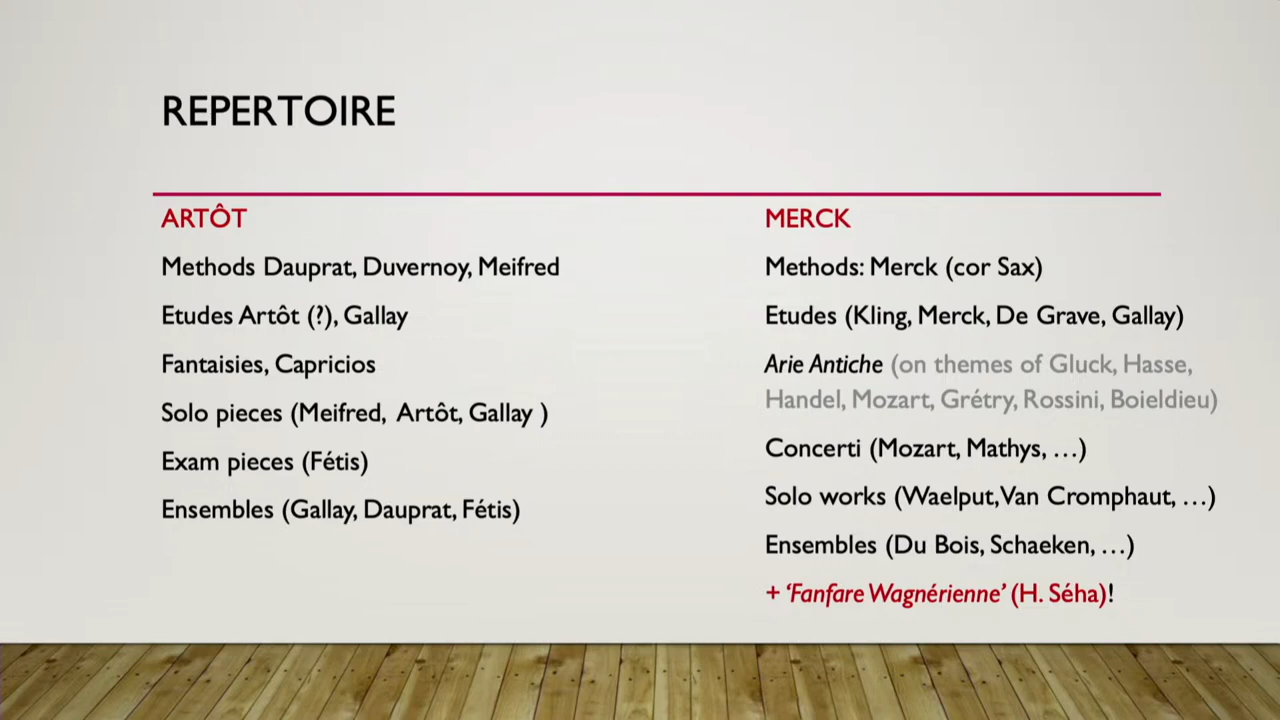 REPERTOIRE
ARTÔT
Methods Dauprat, Duvernoy, Meifred
Etudes Artôt (?), Gallay
Fantaisies, Capricios
Solo pieces (Meifred, Artôt, Gallay )
Exam pieces (Fétis)
Ensembles (Gallay, Dauprat, Fétis)
MERCK
Methods: Merck (cor Sax)
Etudes (Kling, Merck, De Grave, Gallay)
Arie Antiche (on themes of Gluck, Hasse,
Handel, Mozart, Grétry, Rossini, Boieldieu)
Concerti (Mozart, Mathys, …)
Solo works (Waelput, Van Cromphaut, …)
Ensembles (Du Bois, Schaeken, …)
+ ‘Fanfare Wagnérienne’ (H. Séha)!